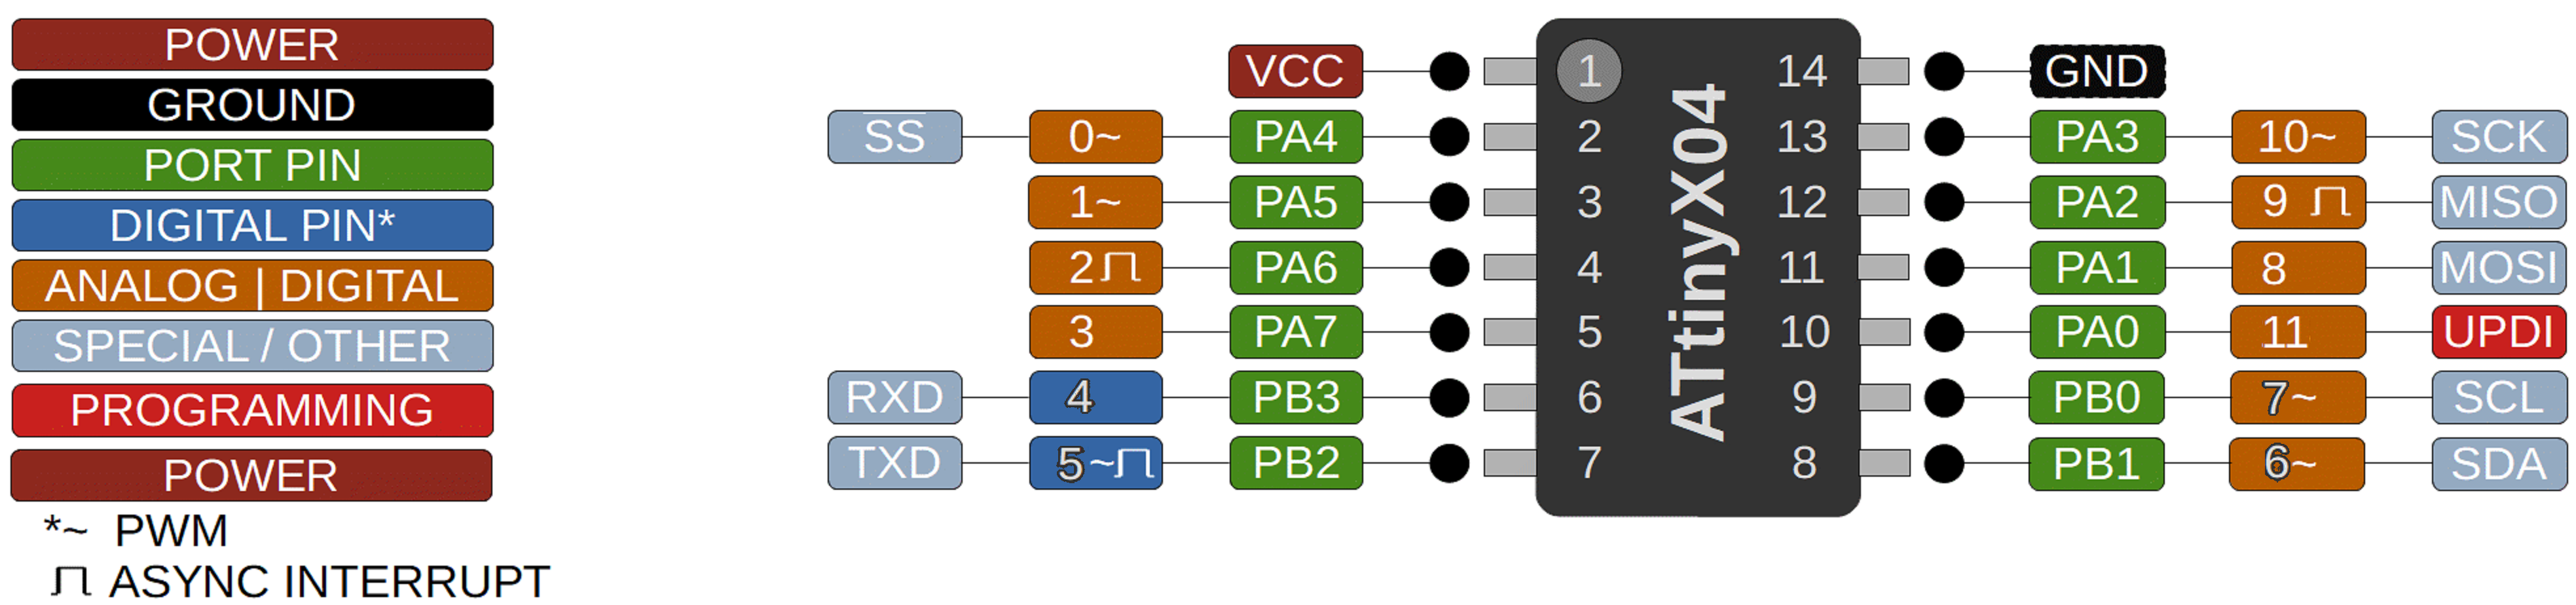 POWER
GROUND
PORT PIN
DIGITAL PIN*
ANALOG | DIGITAL
SPECIAL / OTHER
PROGRAMMING
POWER
*~ PWM
ASYNC INTERRUPT
VCC 1 14 GND
SS 0~ PA4 2 13 PA3 10~ SCK
1~ PA5 3 12 PA2 9 MISO
2 PA6 4 11 PA1 8 MOSI
3 PA7 5 10 PA0 11 UPDI
RXD 4 PB3 6 9 PB0 7~ SCL
TXD 5~ PB2 7 8 PB1 6~ SDA
ATtinyX04